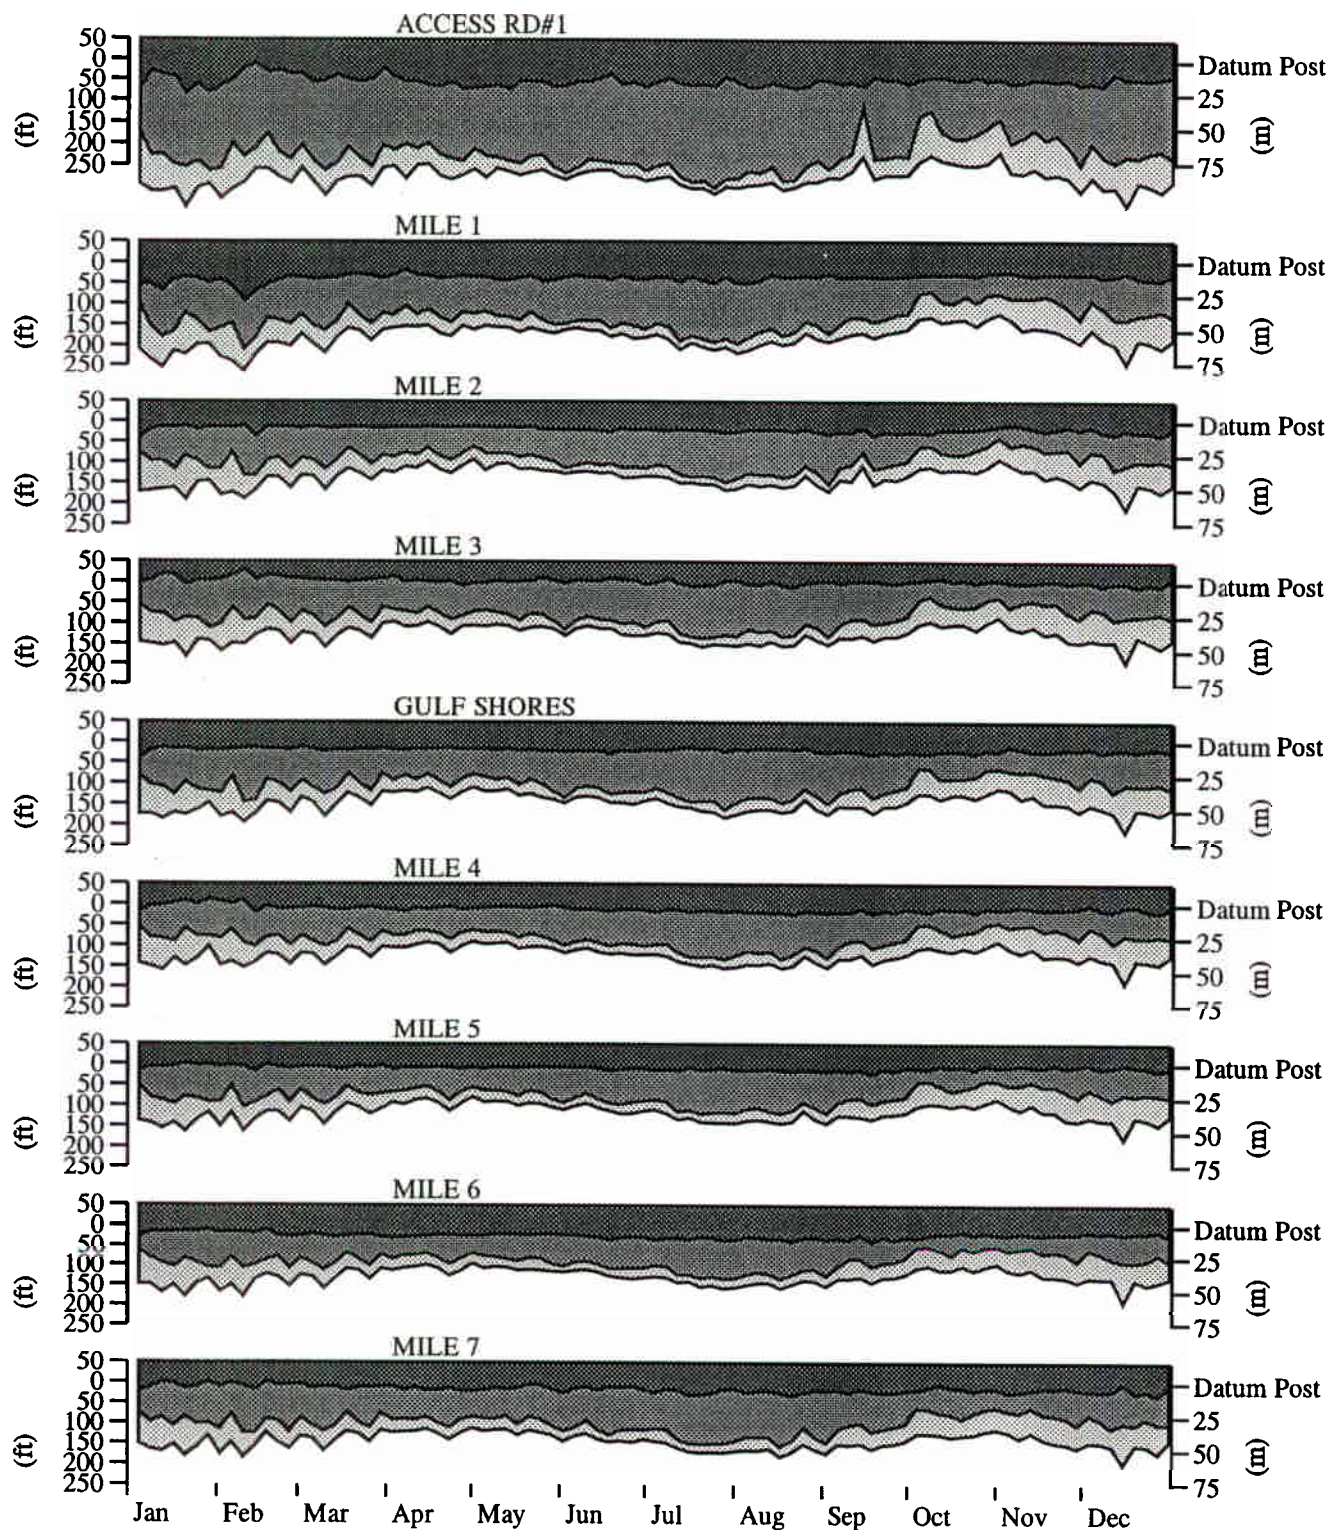 ACCESS RD#1
50
0
50
100
150
200
250
(ft)
Datum Post
25
50
75
(m)
MILE 1
50
0
50
100
150
200
250
(ft)
Datum Post
25
50
75
(m)
MILE 2
50
0
50
100
150
200
250
(ft)
Datum Post
25
50
75
(m)
MILE 3
50
0
50
100
150
200
250
(ft)
Datum Post
25
50
75
(m)
GULF SHORES
50
0
50
100
150
200
250
(ft)
Datum Post
25
50
75
(m)
MILE 4
50
0
50
100
150
200
250
(ft)
Datum Post
25
50
75
(m)
MILE 5
50
0
50
100
150
200
250
(ft)
Datum Post
25
50
75
(m)
MILE 6
50
0
50
100
150
200
250
(ft)
Datum Post
25
50
75
(m)
MILE 7
50
0
50
100
150
200
250
(ft)
Datum Post
25
50
75
(m)
Jan Feb Mar Apr May Jun Jul Aug Sep Oct Nov Dec